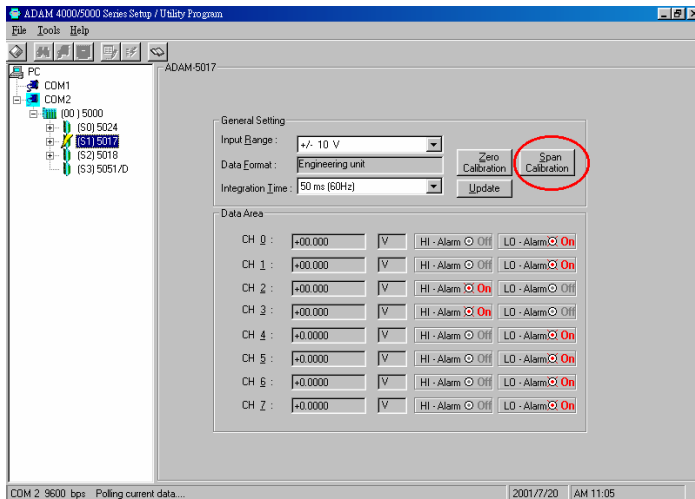 ADAM 4000/5000 Series Setup / Utility Program
File Tools Help
PC
COM1
COM2
(00 ) 5000
(S0) 5024
(S1) 5017
(S2) 5018
(S3) 5051/D
ADAM-5017
General Setting
Input Range : +/- 10 V
Data Format : Engineering unit
Integration Time : 50 ms (60Hz)
Zero Calibration
Span Calibration
Update
Data Area
CH 0 : +00.000 V HI - Alarm Off LO - Alarm On
CH 1 : +00.000 V HI - Alarm Off LO - Alarm On
CH 2 : +00.000 V HI - Alarm On LO - Alarm Off
CH 3 : +00.000 V HI - Alarm On LO - Alarm Off
CH 4 : +0.0000 V HI - Alarm Off LO - Alarm On
CH 5 : +0.0000 V HI - Alarm Off LO - Alarm On
CH 6 : +0.0000 V HI - Alarm Off LO - Alarm On
CH 7 : +0.0000 V HI - Alarm Off LO - Alarm On
COM 2 9600 bps Polling current data.... 2001/7/20 AM 11:05